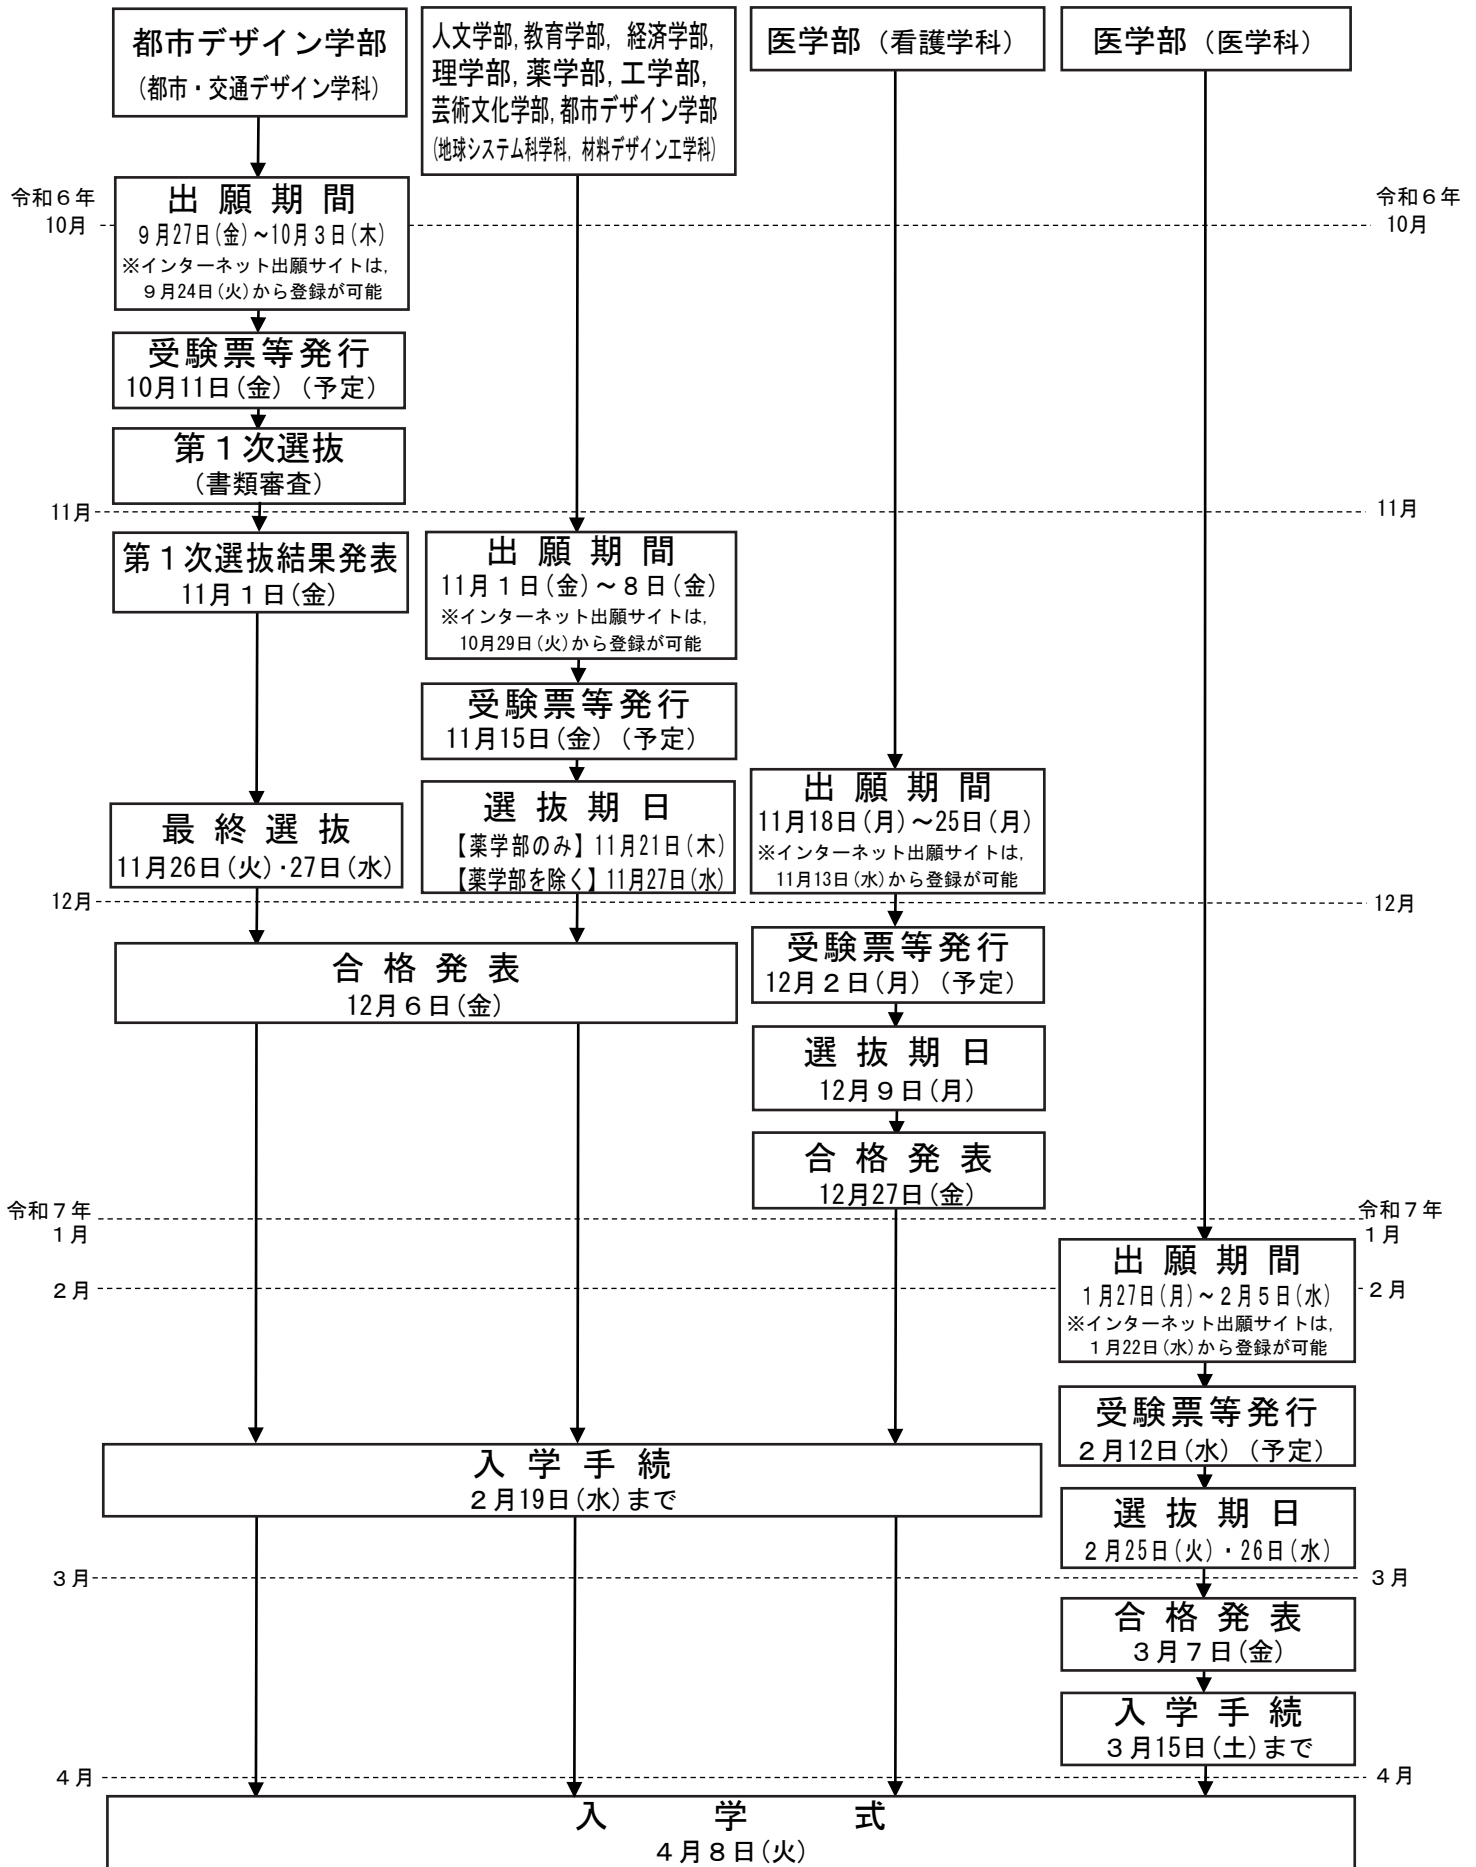 都市デザイン学部
(都市・交通デザイン学科)
人文学部, 教育学部, 経済学部,
理学部, 薬学部, 工学部,
芸術文化学部, 都市デザイン学部
(地球システム科学科, 材料デザイン工学科)
医学部 (看護学科)
医学部 (医学科)
令和6年
10月
令和6年
10月
出願期間
9月27日(金)～10月3日(木)
※インターネット出願サイトは,
9月24日(火)から登録が可能
受験票等発行
10月11日(金) (予定)
第1次選抜
(書類審査)
11月
11月
第1次選抜結果発表
11月1日(金)
出願期間
11月1日(金)～8日(金)
※インターネット出願サイトは,
10月29日(火)から登録が可能
受験票等発行
11月15日(金) (予定)
最終選抜
11月26日(火)・27日(水)
選抜期日
【薬学部のみ】11月21日(木)
【薬学部を除く】11月27日(水)
出願期間
11月18日(月)～25日(月)
※インターネット出願サイトは,
11月13日(水)から登録が可能
12月
12月
合格発表
12月6日(金)
受験票等発行
12月2日(月) (予定)
選抜期日
12月9日(月)
合格発表
12月27日(金)
令和7年
1月
令和7年
1月
出願期間
1月27日(月)～2月5日(水)
※インターネット出願サイトは,
1月22日(水)から登録が可能
2月
2月
受験票等発行
2月12日(水) (予定)
入学手続
2月19日(水)まで
選抜期日
2月25日(火)・26日(水)
3月
3月
合格発表
3月7日(金)
入学手続
3月15日(土)まで
4月
4月
入学式
4月8日(火)